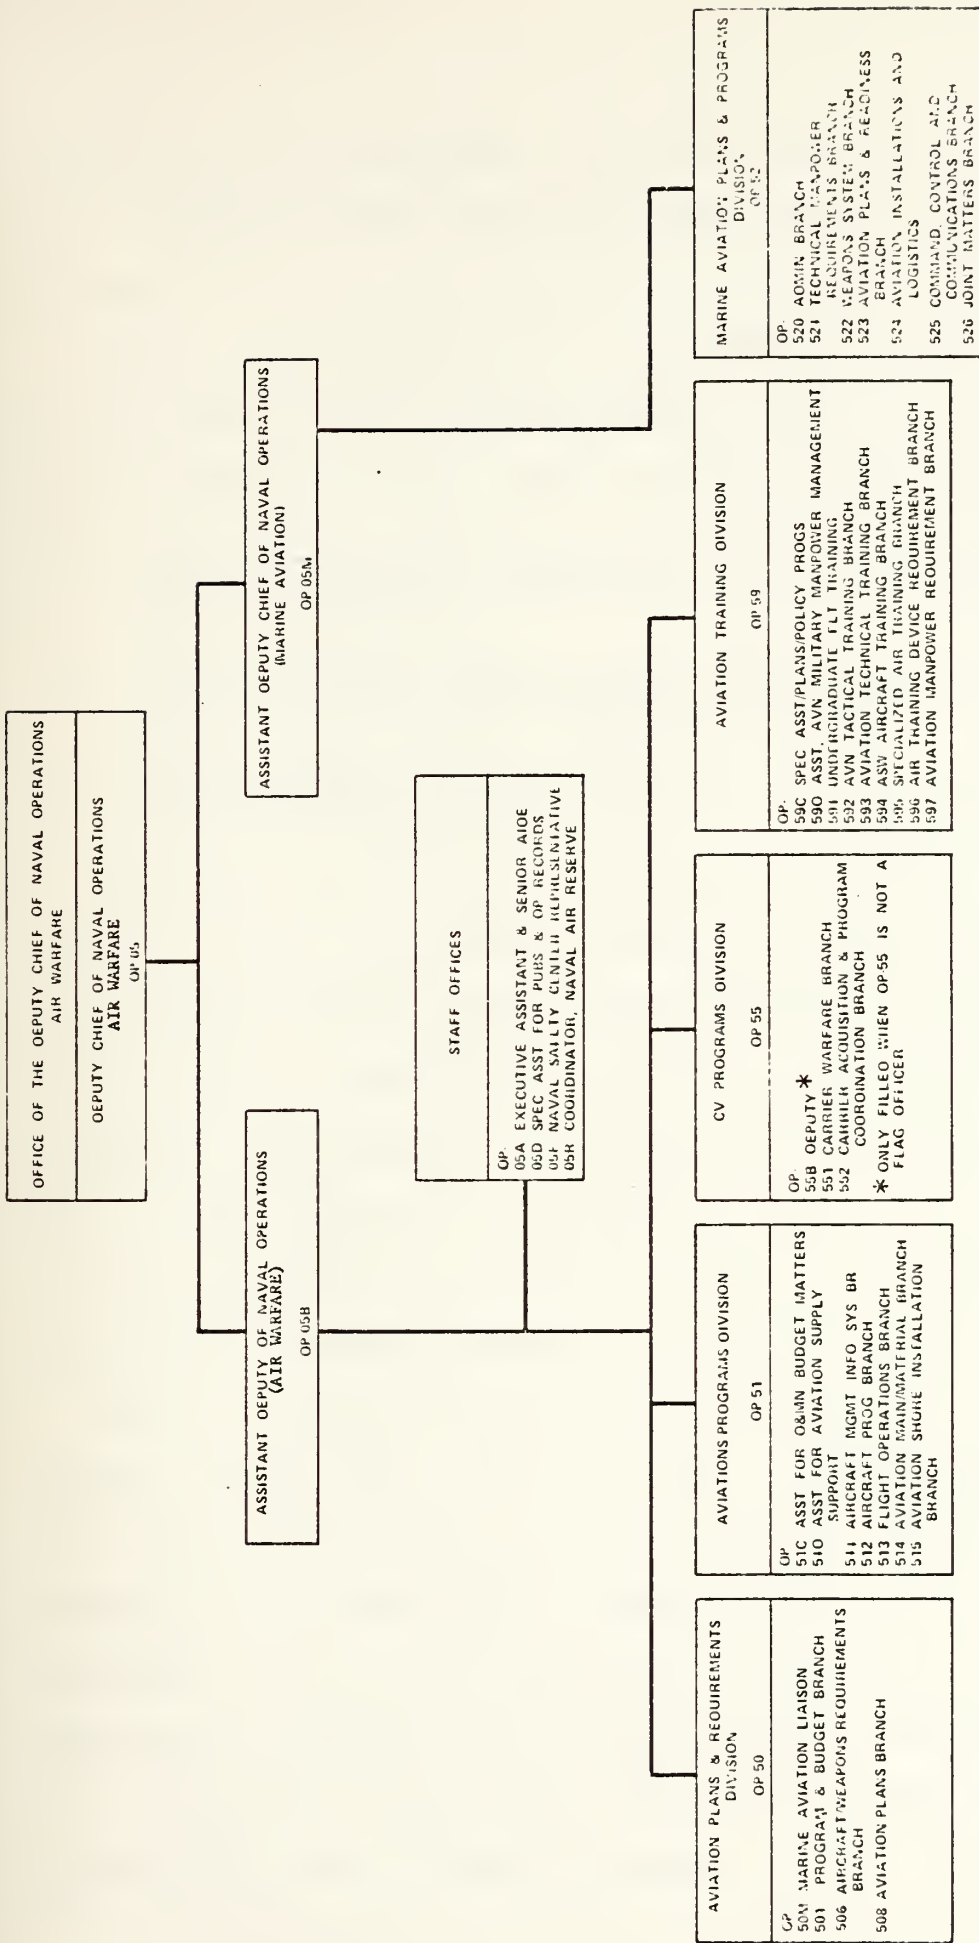 OFFICE OF THE DEPUTY CHIEF OF NAVAL OPERATIONS
AIR WARFARE
DEPUTY CHIEF OF NAVAL OPERATIONS
AIR WARFARE
OP 05
ASSISTANT DEPUTY OF NAVAL OPERATIONS
(AIR WARFARE)
OP 05B
ASSISTANT DEPUTY CHIEF OF NAVAL OPERATIONS
(MARINE AVIATION)
OP 05M
STAFF OFFICES
OP
05A EXECUTIVE ASSISTANT & SENIOR AIDE
05D SPEC ASST FOR PUBS & OP RECORDS
05F NAVAL SAFETY CENTER REPRESENTATIVE
05R COORDINATOR, NAVAL AIR RESERVE
AVIATION PLANS & REQUIREMENTS
DIVISION
OP 50
OP
50M MARINE AVIATION LIAISON
501 PROGRAM & BUDGET BRANCH
506 AIRCRAFT/WEAPONS REQUIREMENTS
BRANCH
508 AVIATION PLANS BRANCH
AVIATIONS PROGRAMS DIVISION
OP 51
OP
51C ASST FOR O&MN BUDGET MATTERS
510 ASST FOR AVIATION SUPPLY
SUPPORT
511 AIRCRAFT MGMT INFO SYS BR
512 AIRCRAFT PROG BRANCH
513 FLIGHT OPERATIONS BRANCH
514 AVIATION MAIN/MATERIAL BRANCH
515 AVIATION SHORE INSTALLATION
BRANCH
CV PROGRAMS DIVISION
OP 55
OP
55B DEPUTY *
551 CARRIER WARFARE BRANCH
552 CARRIER ACQUISITION & PROGRAM
COORDINATION BRANCH
* ONLY FILLED WHEN OP-55 IS NOT A
FLAG OFFICER
AVIATION TRAINING DIVISION
OP 59
OP
59C SPEC ASST/PLANS/POLICY PROGS
590 ASST, AVN MILITARY MANPOWER MANAGEMENT
591 UNDERGRADUATE FLT TRAINING
592 AVN TACTICAL TRAINING BRANCH
593 AVIATION TECHNICAL TRAINING BRANCH
594 ASW AIRCRAFT TRAINING BRANCH
595 SPECIALIZED AIR TRAINING BRANCH
596 AIR TRAINING DEVICE REQUIREMENT BRANCH
597 AVIATION MANPOWER REQUIREMENT BRANCH
MARINE AVIATION PLANS & PROGRAMS
DIVISION
OP 52
OP
520 ADMIN BRANCH
521 TECHNICAL MANPOWER
REQUIREMENTS BRANCH
522 WEAPONS SYSTEM BRANCH
523 AVIATION PLANS & READINESS
BRANCH
524 AVIATION INSTALLATIONS AND
LOGISTICS
525 COMMAND, CONTROL AND
COMMUNICATIONS BRANCH
526 JOINT MATTERS BRANCH